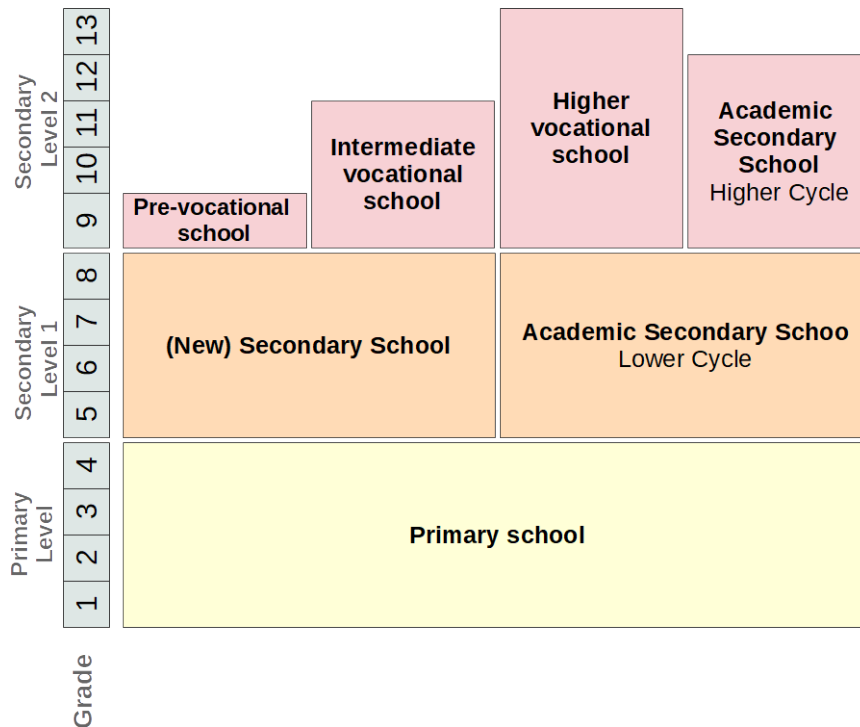 Secondary
Level 2
13
12
11
10
9
Pre-vocational
school
Intermediate
vocational
school
Higher
vocational
school
Academic
Secondary
School
Higher Cycle
Secondary
Level 1
8
7
6
5
(New) Secondary School
Academic Secondary Schoo
Lower Cycle
Primary
Level
4
3
2
1
Primary school
Grade